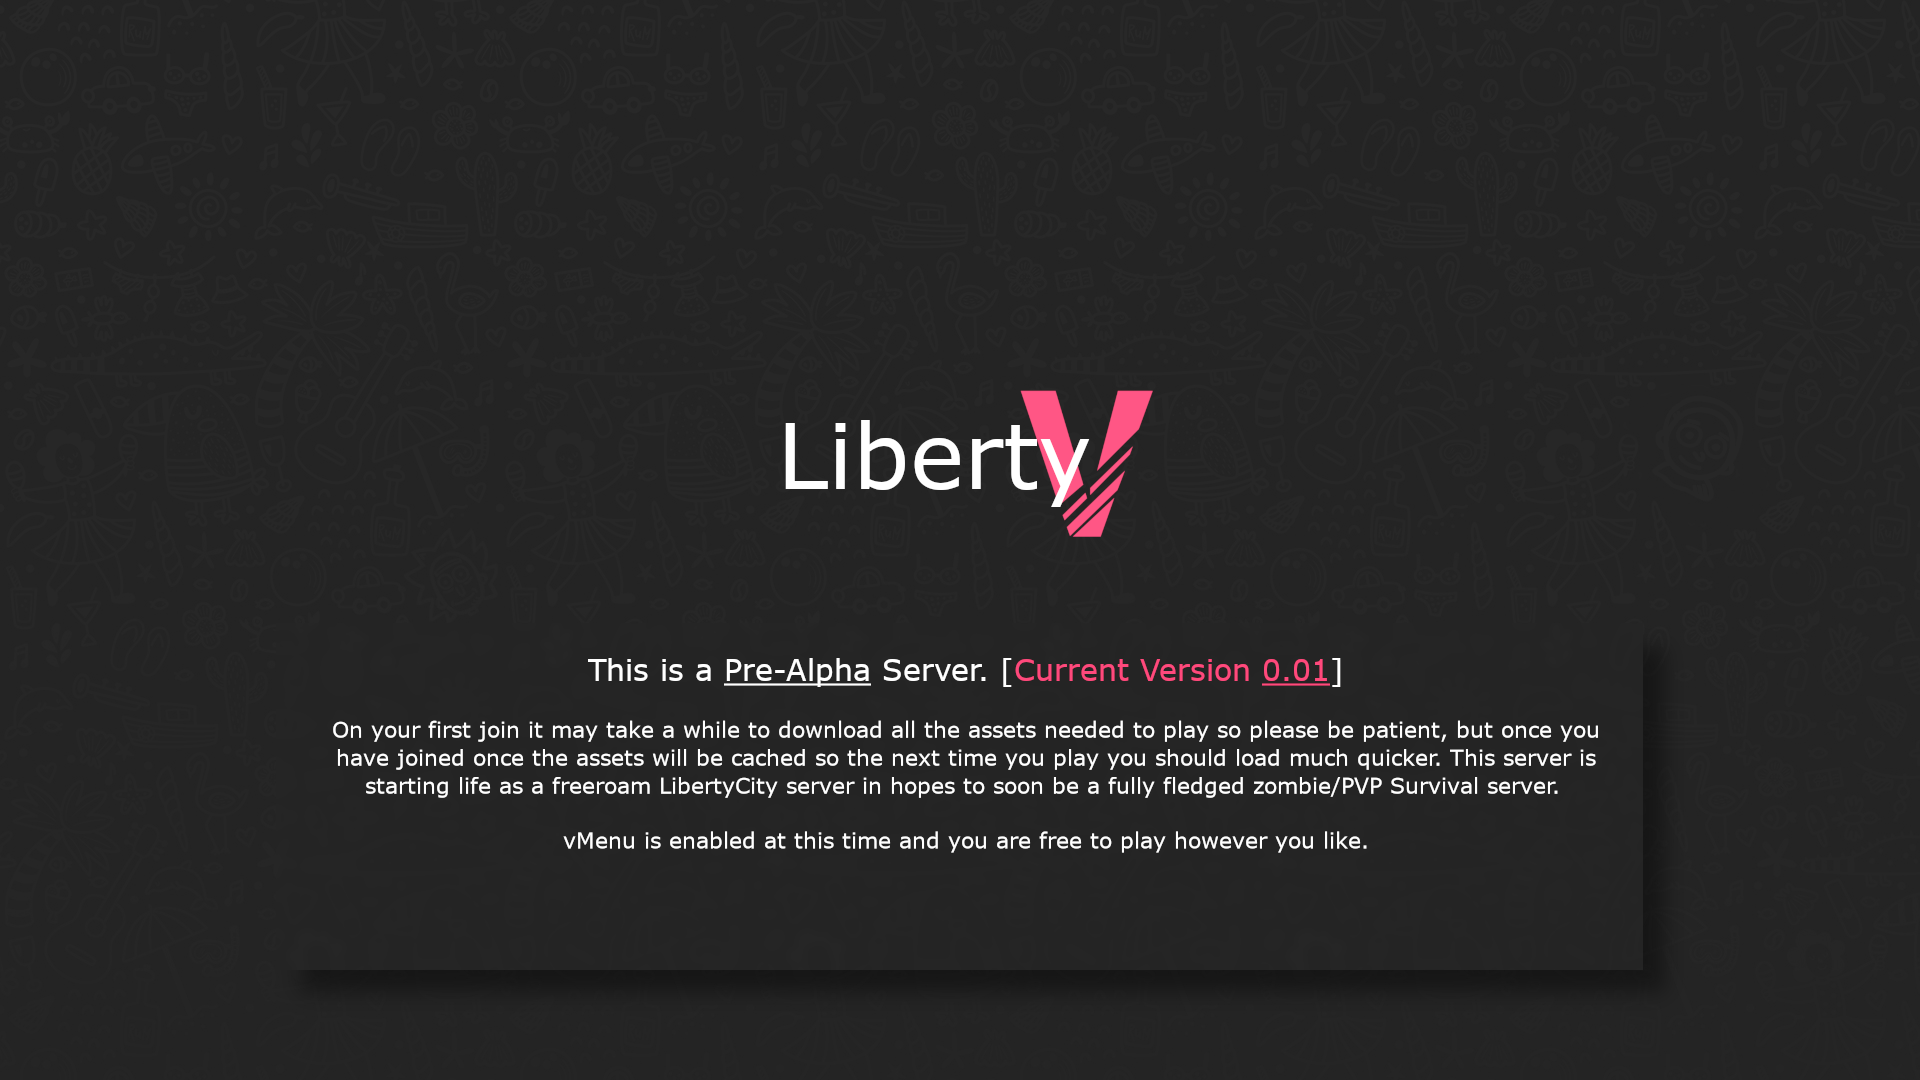 Liberty V
This is a Pre-Alpha Server. [Current Version 0.01]
On your first join it may take a while to download all the assets needed to play so please be patient, but once you
have joined once the assets will be cached so the next time you play you should load much quicker. This server is
starting life as a freeroam LibertyCity server in hopes to soon be a fully fledged zombie/PVP Survival server.
vMenu is enabled at this time and you are free to play however you like.